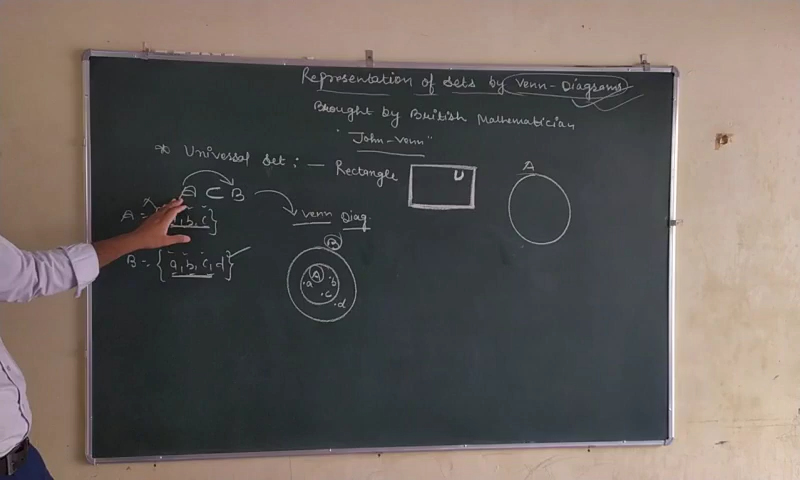 Representation of sets by Venn-Diagrams
Brought by British Mathematician
"John-Venn"
* Universal set : — Rectangle
U
A
A ⊂ B
Venn Diag.
A = {a, b, c}
B = {a, b, c, d}
B
A
.a .b
.c
.d